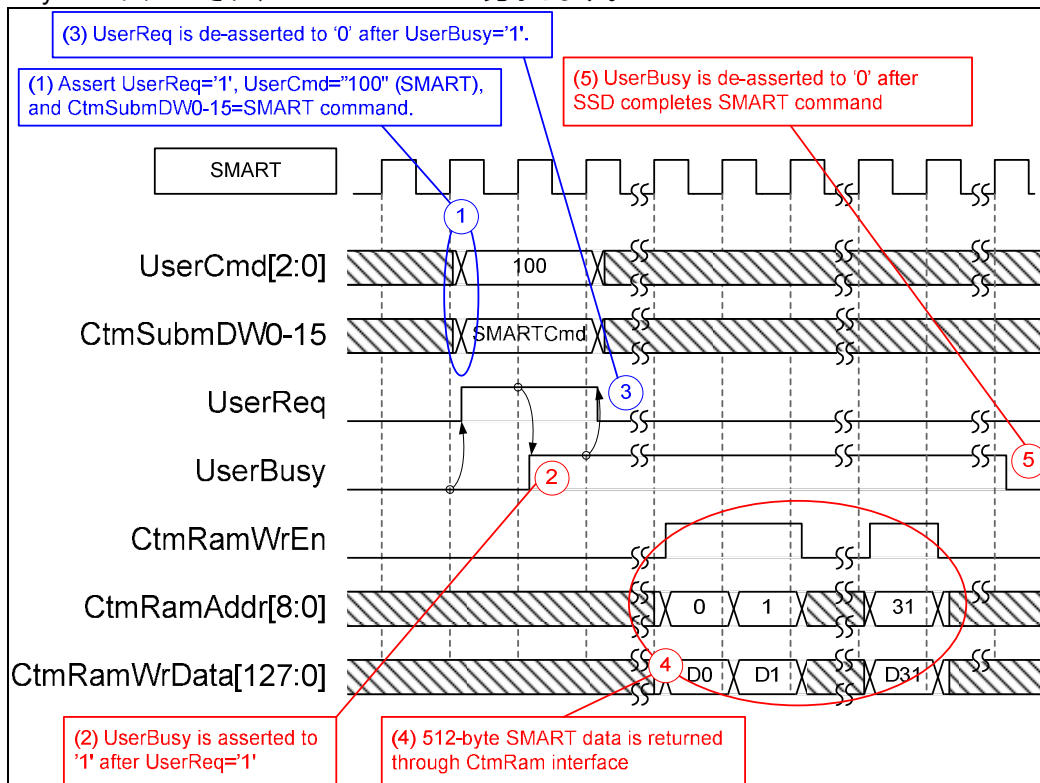 (3) UserReq is de-asserted to '0' after UserBusy='1'.
(1) Assert UserReq='1', UserCmd="100" (SMART),
and CtmSubmDW0-15=SMART command.
(5) UserBusy is de-asserted to '0' after
SSD completes SMART command
SMART
1
UserCmd[2:0]
100
CtmSubmDW0-15
SMARTCmd
UserReq
3
UserBusy
2
5
CtmRamWrEn
CtmRamAddr[8:0]
0
1
31
CtmRamWrData[127:0]
4
D0
D1
D31
(2) UserBusy is asserted to
'1' after UserReq='1'
(4) 512-byte SMART data is returned
through CtmRam interface